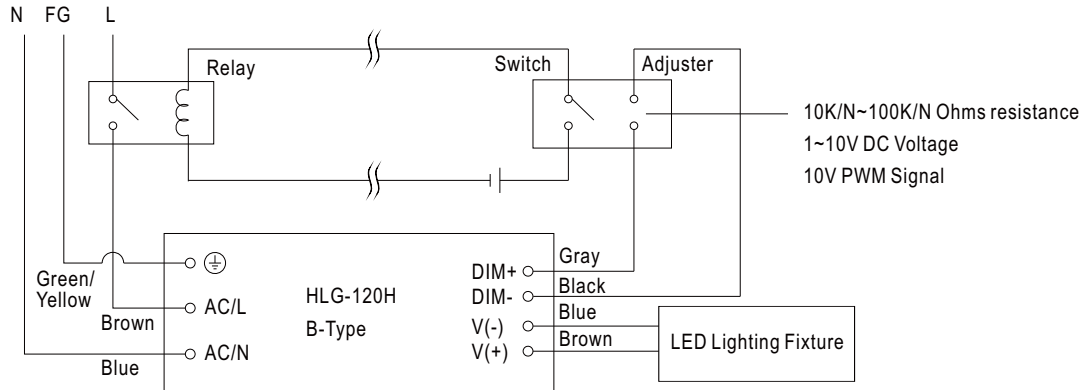 N FG L
Relay
Switch
Adjuster
10K/N~100K/N Ohms resistance
1~10V DC Voltage
10V PWM Signal
Green/
Yellow
Brown
Blue
AC/L
AC/N
HLG-120H
B-Type
DIM+
DIM-
V(-)
V(+)
Gray
Black
Blue
Brown
LED Lighting Fixture